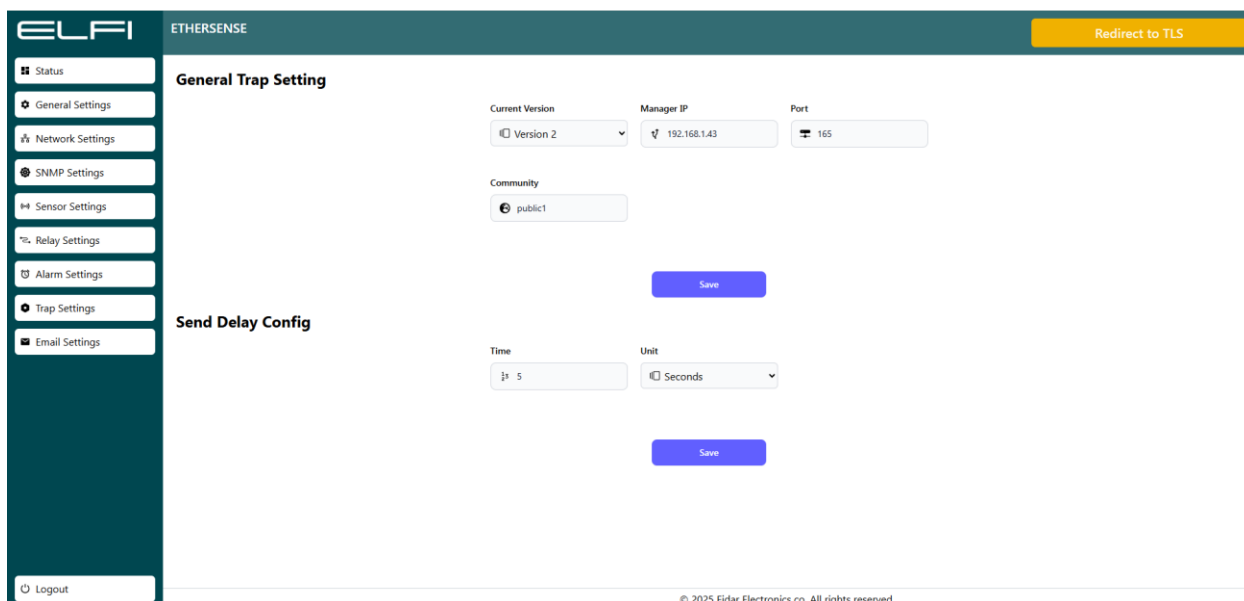 ELFI
ETHERSENSE
Redirect to TLS
Status
General Settings
Network Settings
SNMP Settings
Sensor Settings
Relay Settings
Alarm Settings
Trap Settings
Email Settings
Logout
General Trap Setting
Current Version
Manager IP
Port
Version 2
192.168.1.43
165
Community
public1
Save
Send Delay Config
Time
Unit
5
Seconds
Save
© 2025 Fidar Electronics co. All rights reserved